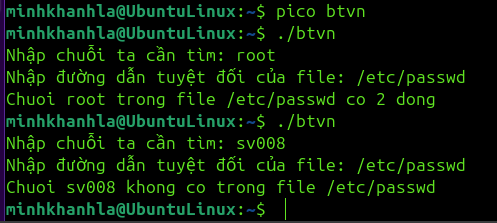 minhkhanhla@UbuntuLinux:~$ pico btvn
minhkhanhla@UbuntuLinux:~$ ./btvn
Nhập chuỗi ta cần tìm: root
Nhập đường dẫn tuyệt đối của file: /etc/passwd
Chuoi root trong file /etc/passwd co 2 dong
minhkhanhla@UbuntuLinux:~$ ./btvn
Nhập chuỗi ta cần tìm: sv008
Nhập đường dẫn tuyệt đối của file: /etc/passwd
Chuoi sv008 khong co trong file /etc/passwd
minhkhanhla@UbuntuLinux:~$